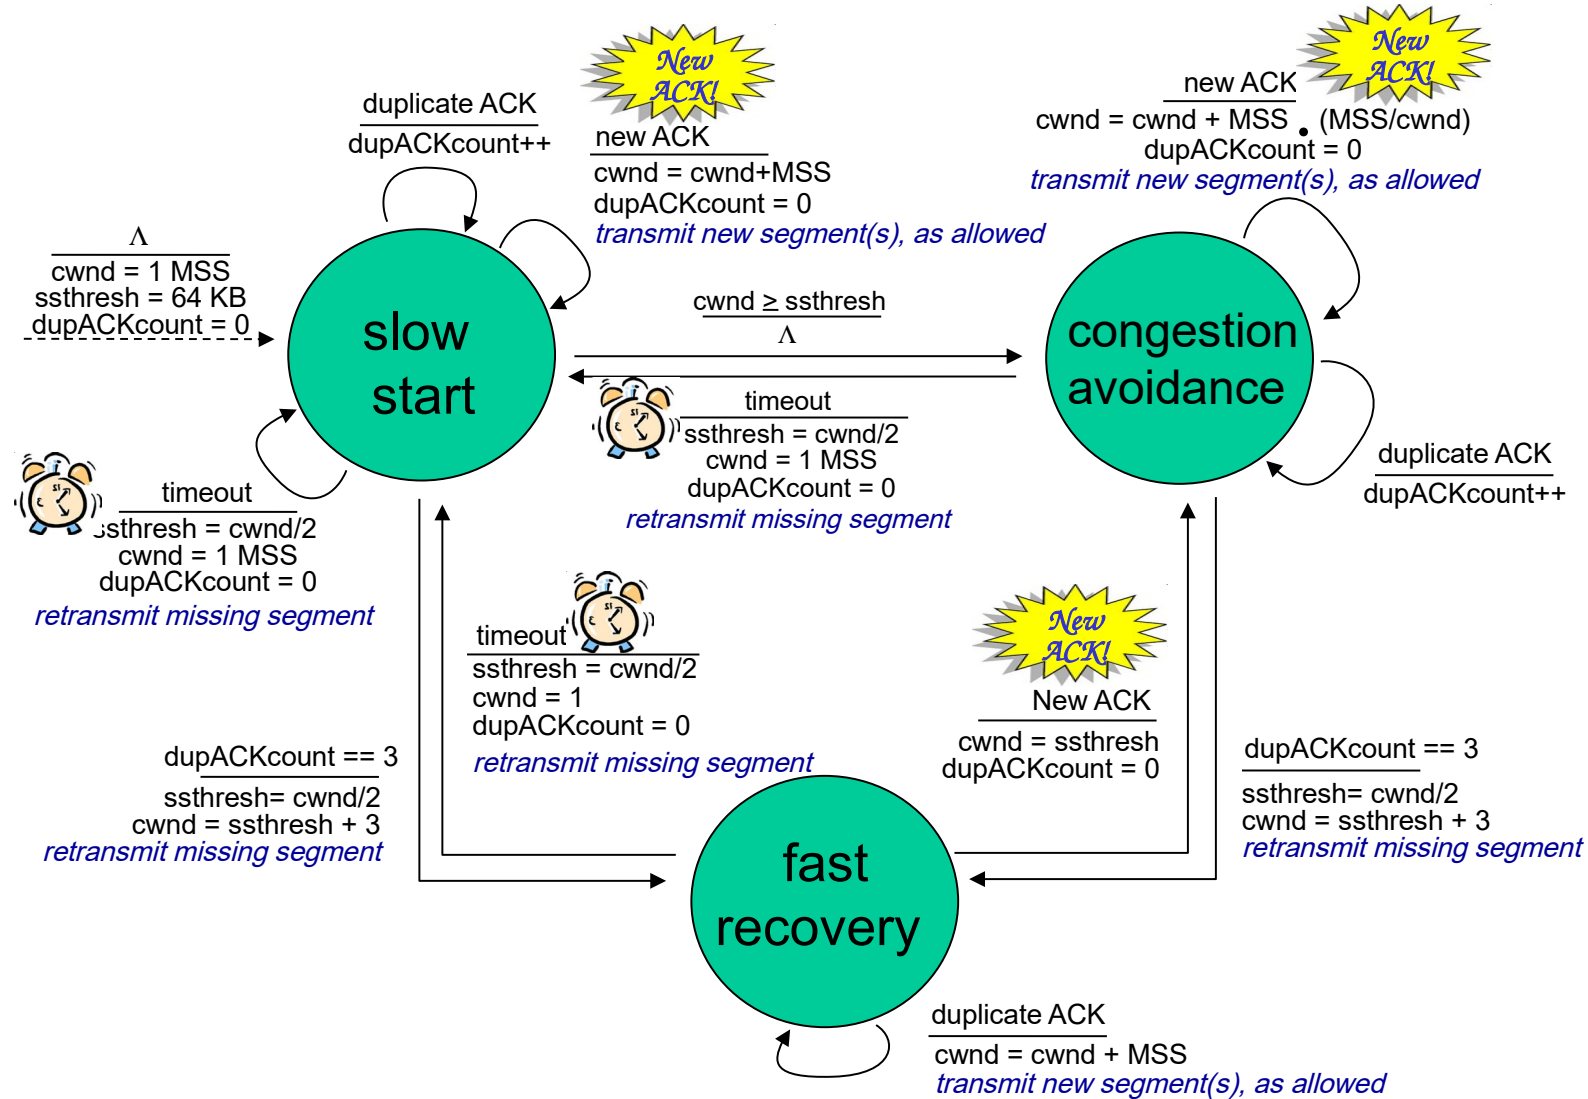 New
ACK!
duplicate ACK
dupACKcount++
new ACK
cwnd = cwnd+MSS
dupACKcount = 0
transmit new segment(s), as allowed
New
ACK!
new ACK
cwnd = cwnd + MSS • (MSS/cwnd)
dupACKcount = 0
transmit new segment(s), as allowed
Λ
cwnd = 1 MSS
ssthresh = 64 KB
dupACKcount = 0
slow
start
cwnd ≥ ssthresh
Λ
congestion
avoidance
timeout
ssthresh = cwnd/2
cwnd = 1 MSS
dupACKcount = 0
retransmit missing segment
duplicate ACK
dupACKcount++
timeout
ssthresh = cwnd/2
cwnd = 1 MSS
dupACKcount = 0
retransmit missing segment
timeout
ssthresh = cwnd/2
cwnd = 1
dupACKcount = 0
retransmit missing segment
New
ACK!
New ACK
cwnd = ssthresh
dupACKcount = 0
dupACKcount == 3
ssthresh= cwnd/2
cwnd = ssthresh + 3
retransmit missing segment
dupACKcount == 3
ssthresh= cwnd/2
cwnd = ssthresh + 3
retransmit missing segment
fast
recovery
duplicate ACK
cwnd = cwnd + MSS
transmit new segment(s), as allowed